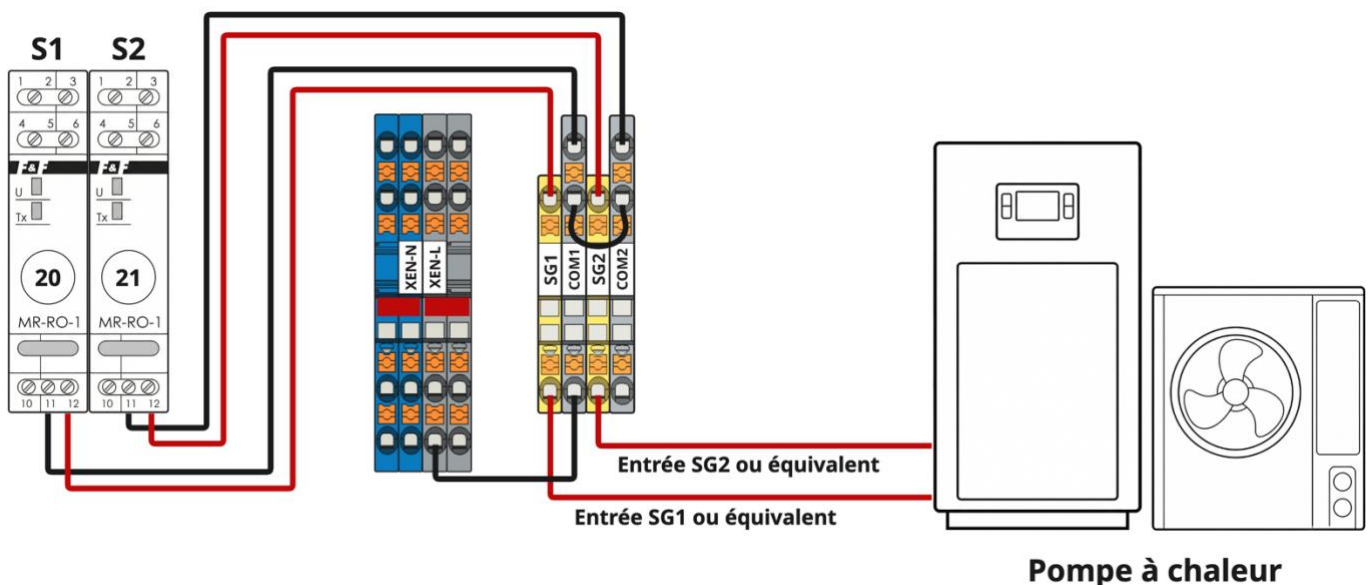 S1 S2
1 2 3 1 2 3
4 5 6 4 5 6
F&F F&F
U U
Tx Tx
20 21
MR-RO-1 MR-RO-1
10 11 12 10 11 12
XEN-N
XEN-L
SG1
COM1
SG2
COM2
Entrée SG2 ou équivalent
Entrée SG1 ou équivalent
Pompe à chaleur